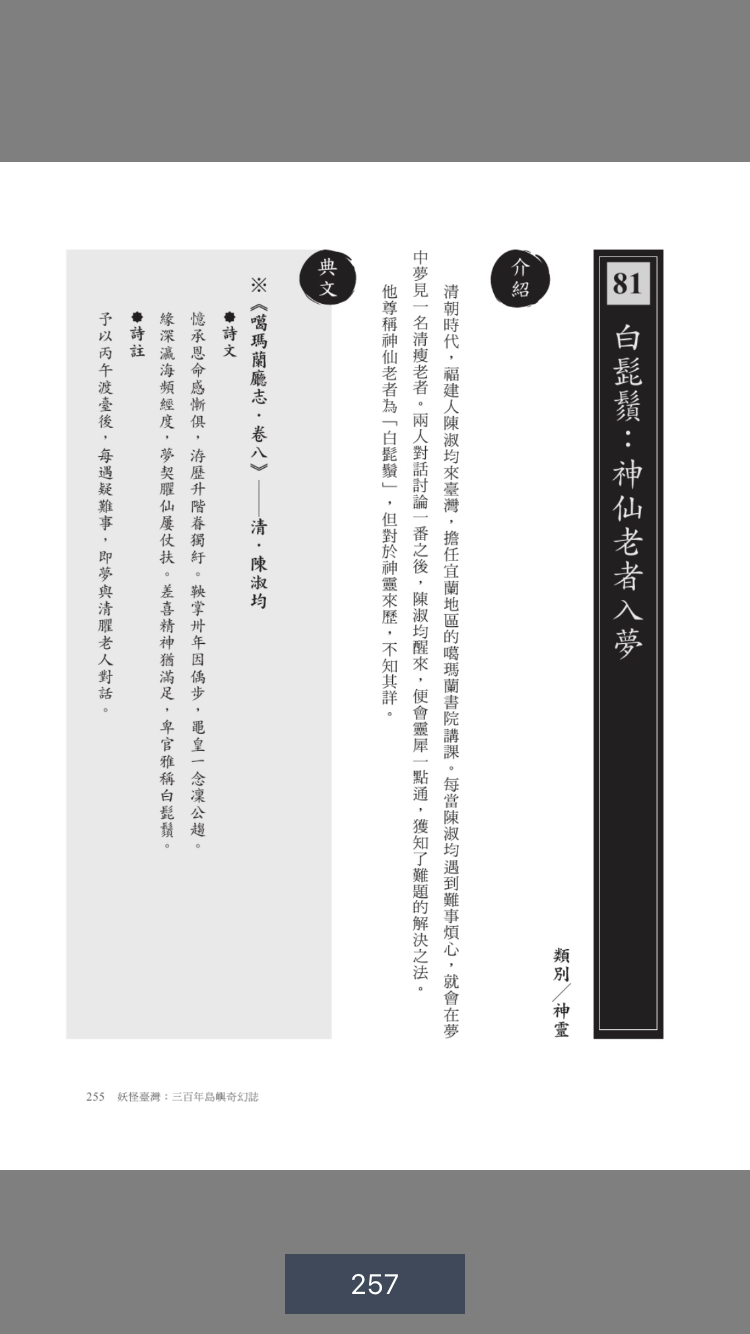 81
白髭鬚：神仙老者入夢
類別／神靈
介紹
清朝時代，福建人陳淑均來臺灣，擔任宜蘭地區的噶瑪蘭書院講課。每當陳淑均遇到難事煩心，就會在夢
中夢見一名清瘦老者。兩人對話討論一番之後，陳淑均醒來，便會靈犀一點通，獲知了難題的解決之法。
他尊稱神仙老者為「白髭鬚」，但對於神靈來歷，不知其詳。
典文
※《噶瑪蘭廳志．卷八》——清．陳淑均
●詩文
憶承恩命感慚俱，洊歷升階眷獨紆。鞅掌卅年因僞步，黽皇一念凜公趨。
緣深瀛海頻經度，夢契臞仙屢仗扶。差喜精神猶滿足，卑官雅稱白髭鬚。
●詩註
予以丙午渡臺後，每遇疑難事，即夢與清臞老人對話。
255 妖怪臺灣：三百年島嶼奇幻誌
257